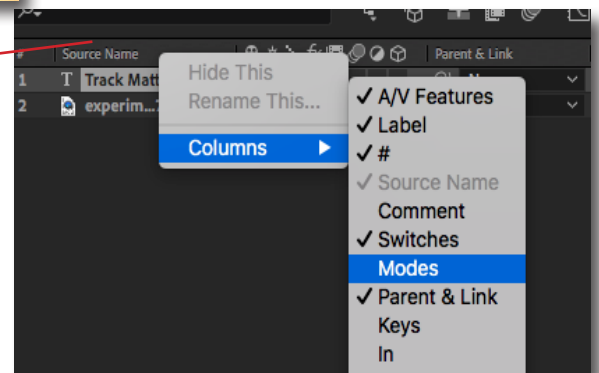 # Source Name Parent & Link
1 T Track Matt
2 experim...
Hide This
Rename This...
Columns
A/V Features
Label
#
Source Name
Comment
Switches
Modes
Parent & Link
Keys
In